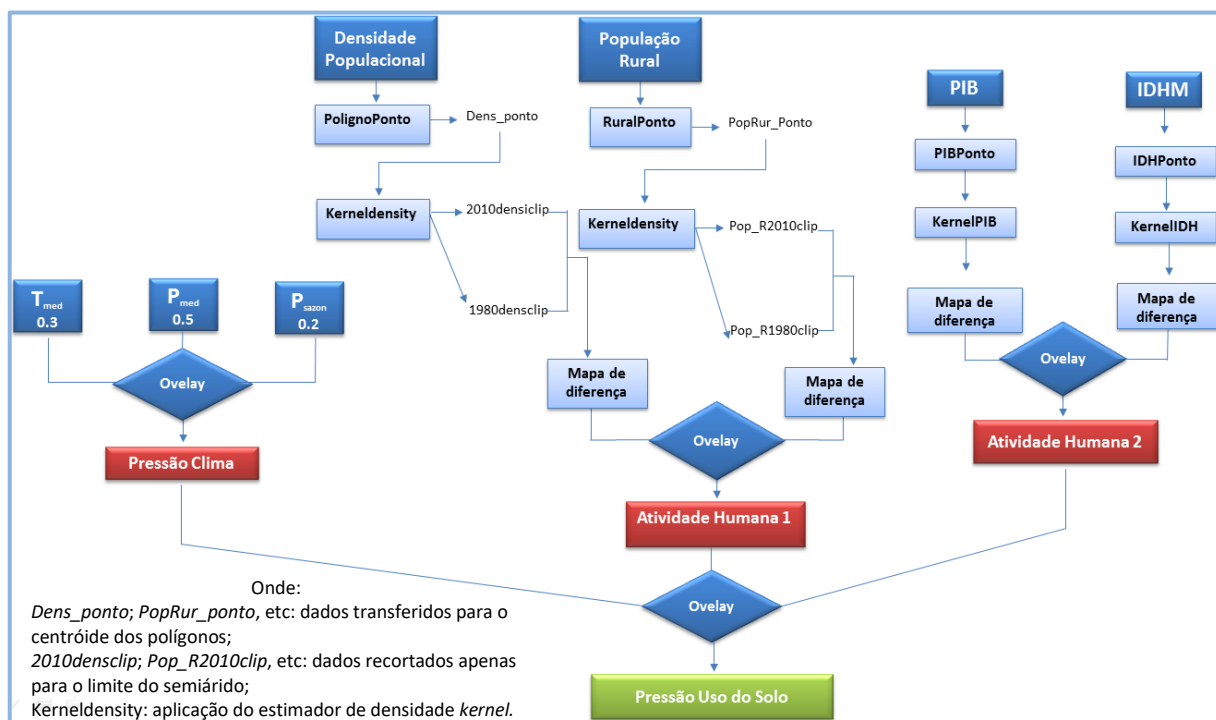 Densidade
Populacional
População
Rural
PIB
IDHM
PolignoPonto
Dens_ponto
RuralPonto
PopRur_Ponto
PIBPonto
IDHPonto
Kerneldensity
2010densiclip
1980densclip
Kerneldensity
Pop_R2010clip
Pop_R1980clip
KernelPIB
KernelIDH
Tmed
0.3
Pmed
0.5
Psazon
0.2
Mapa de
diferença
Mapa de
diferença
Ovelay
Ovelay
Mapa de
diferença
Mapa de
diferença
Ovelay
Pressão Clima
Atividade Humana 2
Atividade Humana 1
Ovelay
Pressão Uso do Solo
Onde:
Dens_ponto; PopRur_ponto, etc: dados transferidos para o
centróide dos polígonos;
2010densclip; Pop_R2010clip, etc: dados recortados apenas
para o limite do semiárido;
Kerneldensity: aplicação do estimador de densidade kernel.